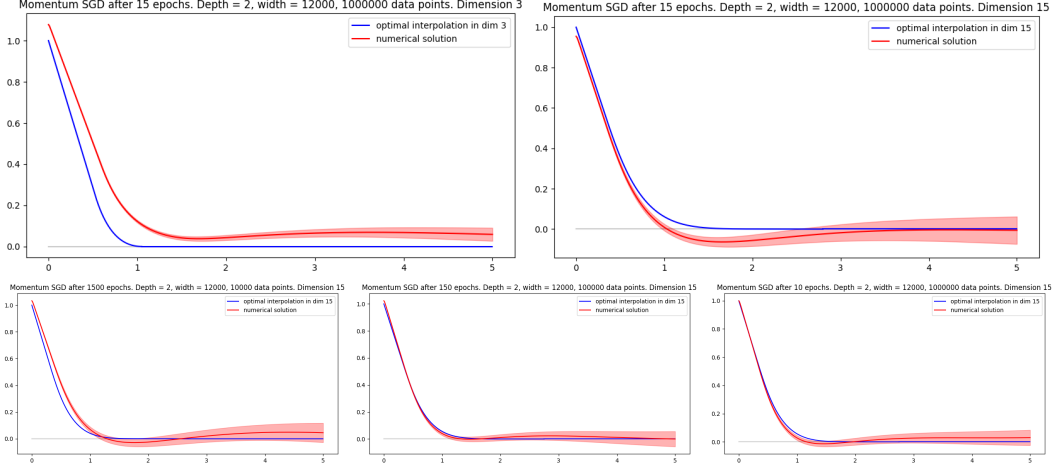 Momentum SGD after 15 epochs. Depth = 2, width = 12000, 1000000 data points. Dimension 3
optimal interpolation in dim 3
numerical solution
1.0
0.8
0.6
0.4
0.2
0.0
0 1 2 3 4 5
Momentum SGD after 15 epochs. Depth = 2, width = 12000, 1000000 data points. Dimension 15
optimal interpolation in dim 15
numerical solution
1.0
0.8
0.6
0.4
0.2
0.0
0 1 2 3 4 5
Momentum SGD after 1500 epochs. Depth = 2, width = 12000, 10000 data points. Dimension 15
optimal interpolation in dim 15
numerical solution
1.0
0.8
0.6
0.4
0.2
0.0
0 1 2 3 4 5
Momentum SGD after 150 epochs. Depth = 2, width = 12000, 100000 data points. Dimension 15
optimal interpolation in dim 15
numerical solution
1.0
0.8
0.6
0.4
0.2
0.0
0 1 2 3 4 5
Momentum SGD after 10 epochs. Depth = 2, width = 12000, 1000000 data points. Dimension 15
optimal interpolation in dim 15
numerical solution
1.0
0.8
0.6
0.4
0.2
0.0
0 1 2 3 4 5